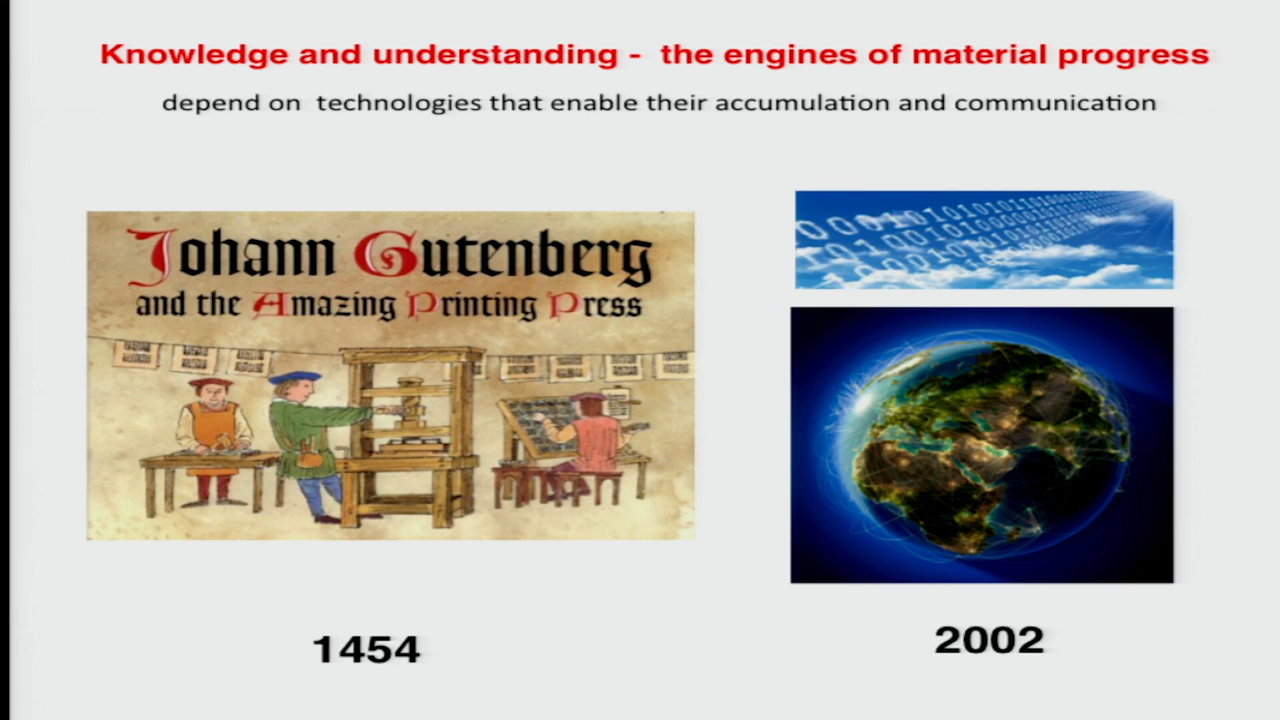 Knowledge and understanding - the engines of material progress
depend on technologies that enable their accumulation and communication
Johann Gutenberg
and the Amazing Printing Press
1454
2002